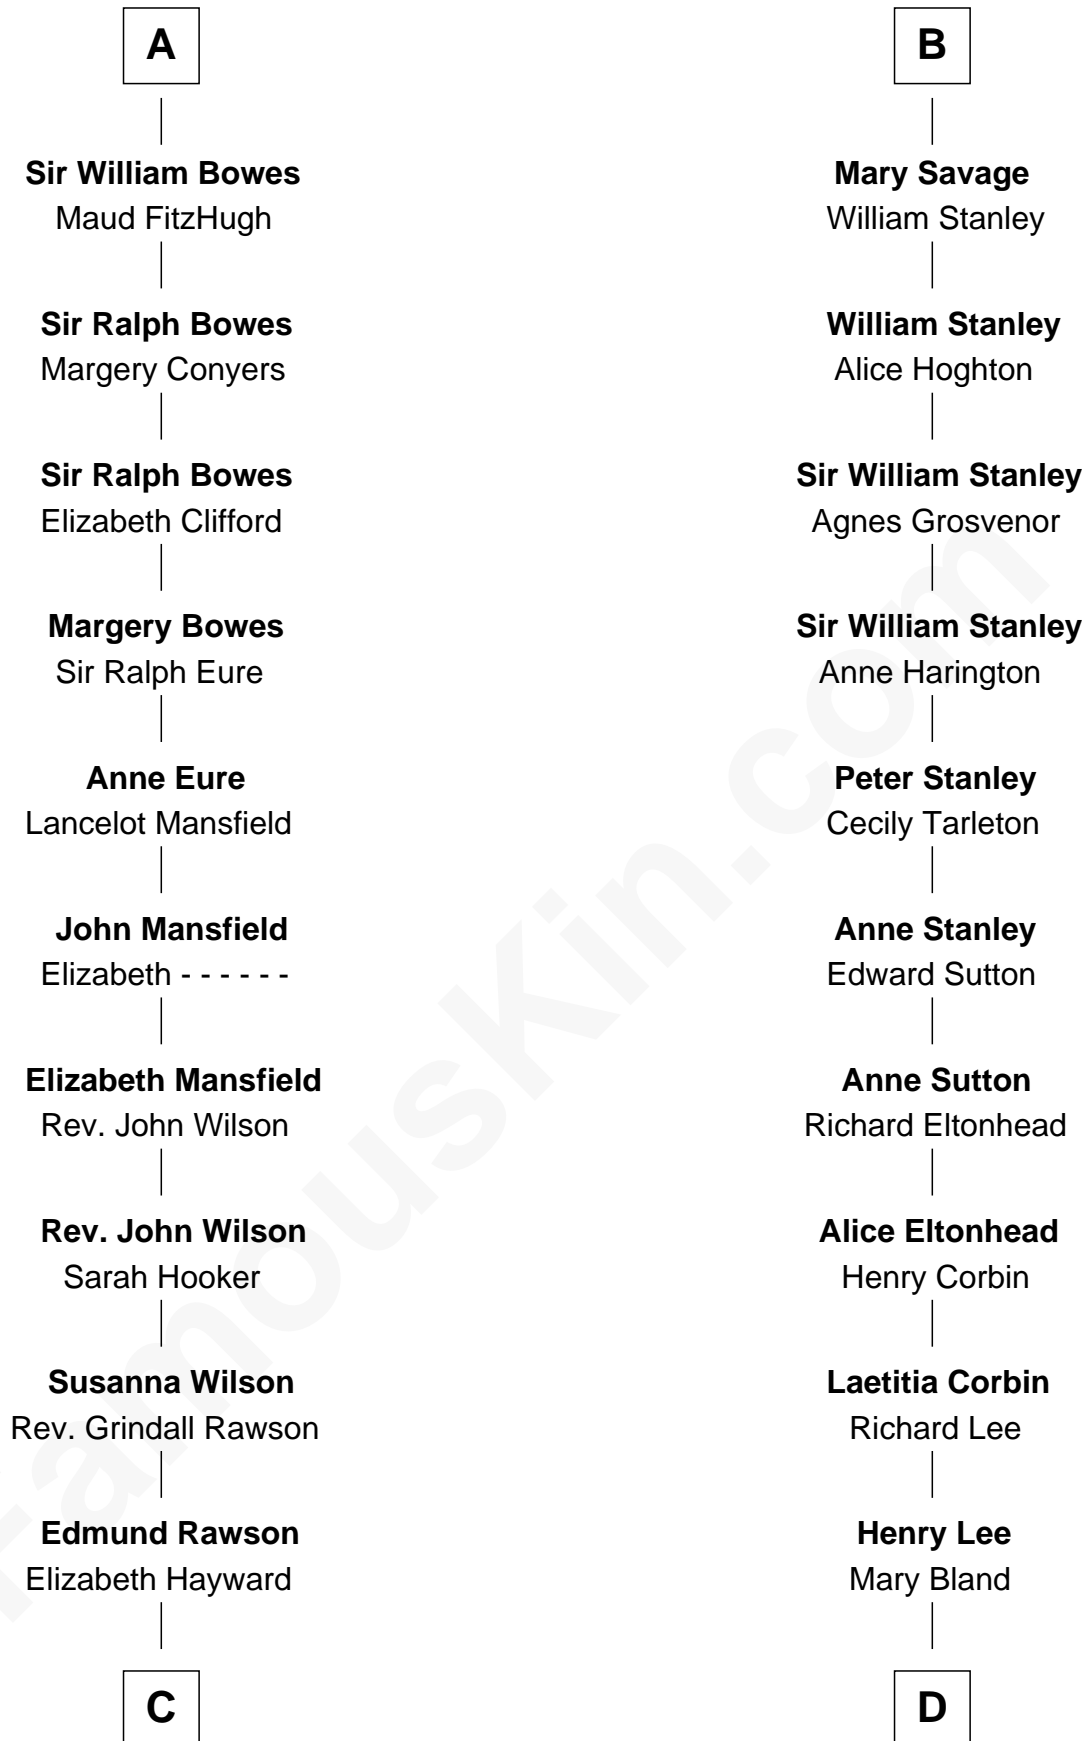 A
Sir William Bowes
Maud FitzHugh
Sir Ralph Bowes
Margery Conyers
Sir Ralph Bowes
Elizabeth Clifford
Margery Bowes
Sir Ralph Eure
Anne Eure
Lancelot Mansfield
John Mansfield
Elizabeth - - - - - -
Elizabeth Mansfield
Rev. John Wilson
Rev. John Wilson
Sarah Hooker
Susanna Wilson
Rev. Grindall Rawson
Edmund Rawson
Elizabeth Hayward
C
B
Mary Savage
William Stanley
William Stanley
Alice Hoghton
Sir William Stanley
Agnes Grosvenor
Sir William Stanley
Anne Harington
Peter Stanley
Cecily Tarleton
Anne Stanley
Edward Sutton
Anne Sutton
Richard Eltonhead
Alice Eltonhead
Henry Corbin
Laetitia Corbin
Richard Lee
Henry Lee
Mary Bland
D
FamousKin.com